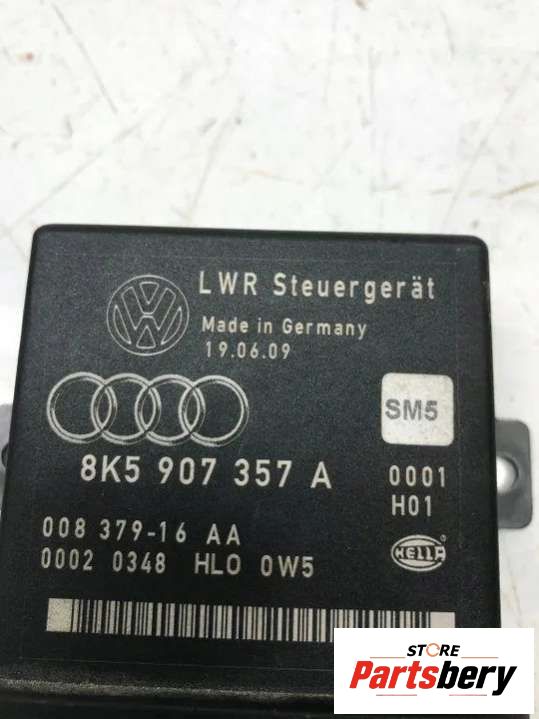 LWR Steuergerät
Made in Germany
19.06.09
SM5
8K5 907 357 A
0001
H01
008 379-16 AA
0002 0348 HLO 0W5
HELLA
STORE
Partsbery